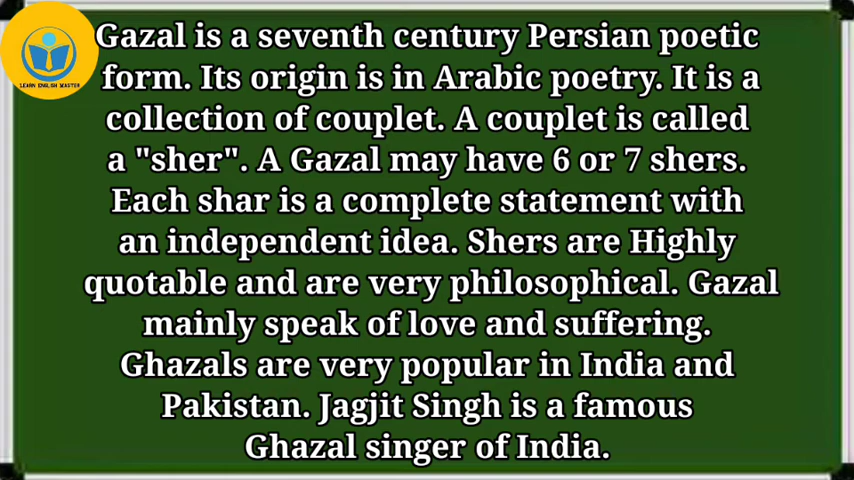 Gazal is a seventh century Persian poetic
form. Its origin is in Arabic poetry. It is a
collection of couplet. A couplet is called
a "sher". A Gazal may have 6 or 7 shers.
Each shar is a complete statement with
an independent idea. Shers are Highly
quotable and are very philosophical. Gazal
mainly speak of love and suffering.
Ghazals are very popular in India and
Pakistan. Jagjit Singh is a famous
Ghazal singer of India.
LEARN ENGLISH MASTER